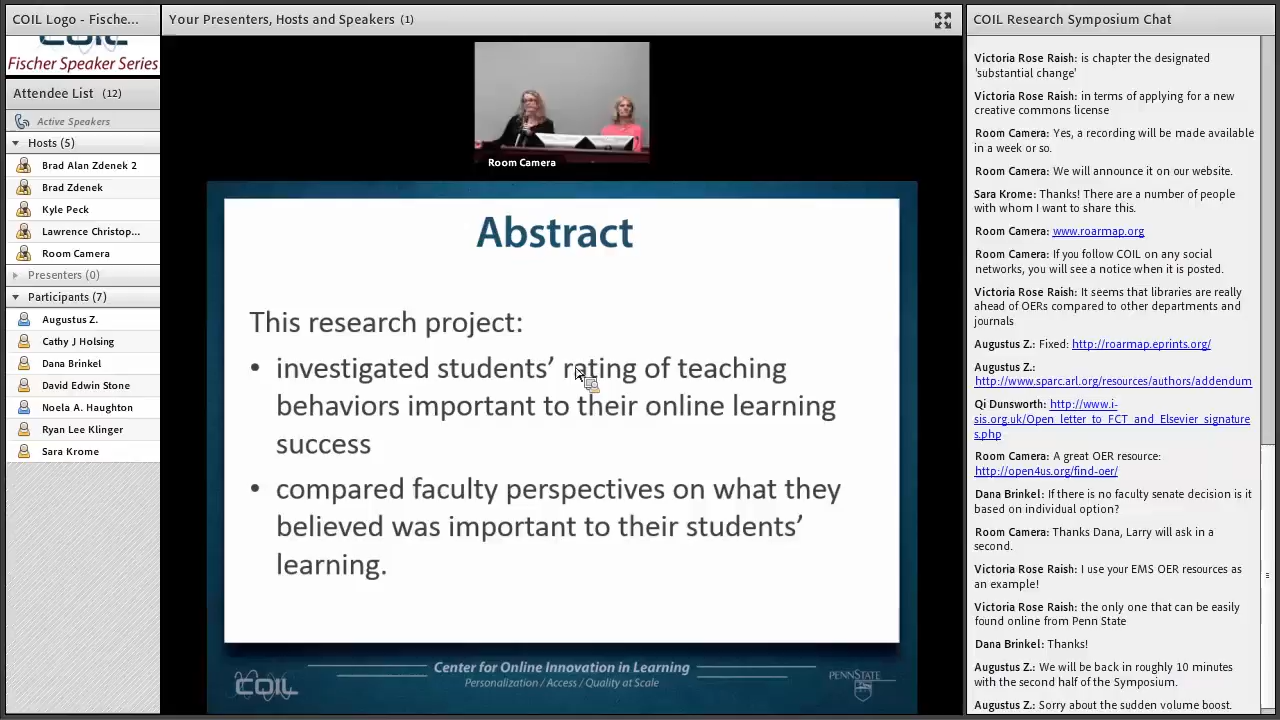 COIL Logo - Fische...
COIL
Fischer Speaker Series
Attendee List (12)
Active Speakers
Hosts (5)
Brad Alan Zdenek 2
Brad Zdenek
Kyle Peck
Lawrence Christop...
Room Camera
Presenters (0)
Participants (7)
Augustus Z.
Cathy J Holsing
Dana Brinkel
David Edwin Stone
Noela A. Haughton
Ryan Lee Klinger
Sara Krome
Your Presenters, Hosts and Speakers (1)
Room Camera
Abstract
This research project:
• investigated students’ rating of teaching
behaviors important to their online learning
success
• compared faculty perspectives on what they
believed was important to their students’
learning.
COIL
Center for Online Innovation in Learning
Personalization / Access / Quality at Scale
PENNSTATE
COIL Research Symposium Chat
Victoria Rose Raish: is chapter the designated
'substantial change'
Victoria Rose Raish: in terms of applying for a new
creative commons license
Room Camera: Yes, a recording will be made available
in a week or so.
Room Camera: We will announce it on our website.
Sara Krome: Thanks! There are a number of people
with whom I want to share this.
Room Camera: www.roarmap.org
Room Camera: If you follow COIL on any social
networks, you will see a notice when it is posted.
Victoria Rose Raish: It seems that libraries are really
ahead of OERs compared to other departments and
journals
Augustus Z.: Fixed: http://roarmap.eprints.org/
Augustus Z.:
http://www.sparc.arl.org/resources/authors/addendum
Qi Dunsworth: http://www.i-
sis.org.uk/Open_letter_to_FCT_and_Elsevier_signature
s.php
Room Camera: A great OER resource:
http://open4us.org/find-oer/
Dana Brinkel: If there is no faculty senate decision is it
based on individual option?
Room Camera: Thanks Dana, Larry will ask in a
second.
Victoria Rose Raish: I use your EMS OER resources as
an example!
Victoria Rose Raish: the only one that can be easily
found online from Penn State
Dana Brinkel: Thanks!
Augustus Z.: We will be back in roughly 10 minutes
with the second half of the Symposium.
Augustus Z.: Sorry about the sudden volume boost.